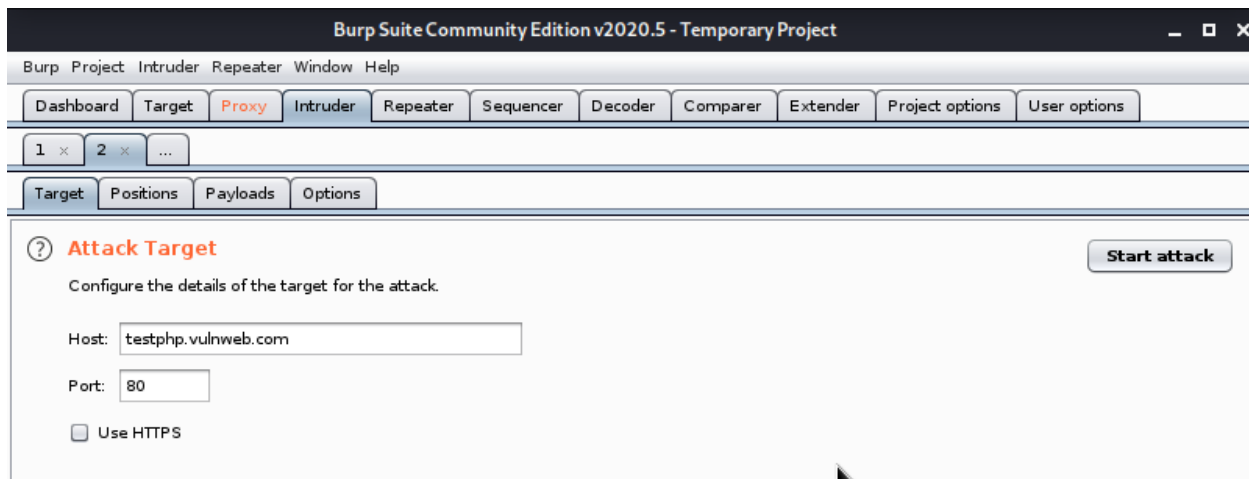 Burp Suite Community Edition v2020.5 - Temporary Project
Burp Project Intruder Repeater Window Help
Dashboard Target Proxy Intruder Repeater Sequencer Decoder Comparer Extender Project options User options
1 × 2 × ...
Target Positions Payloads Options
? Attack Target Start attack
Configure the details of the target for the attack.
Host: testphp.vulnweb.com
Port: 80
Use HTTPS